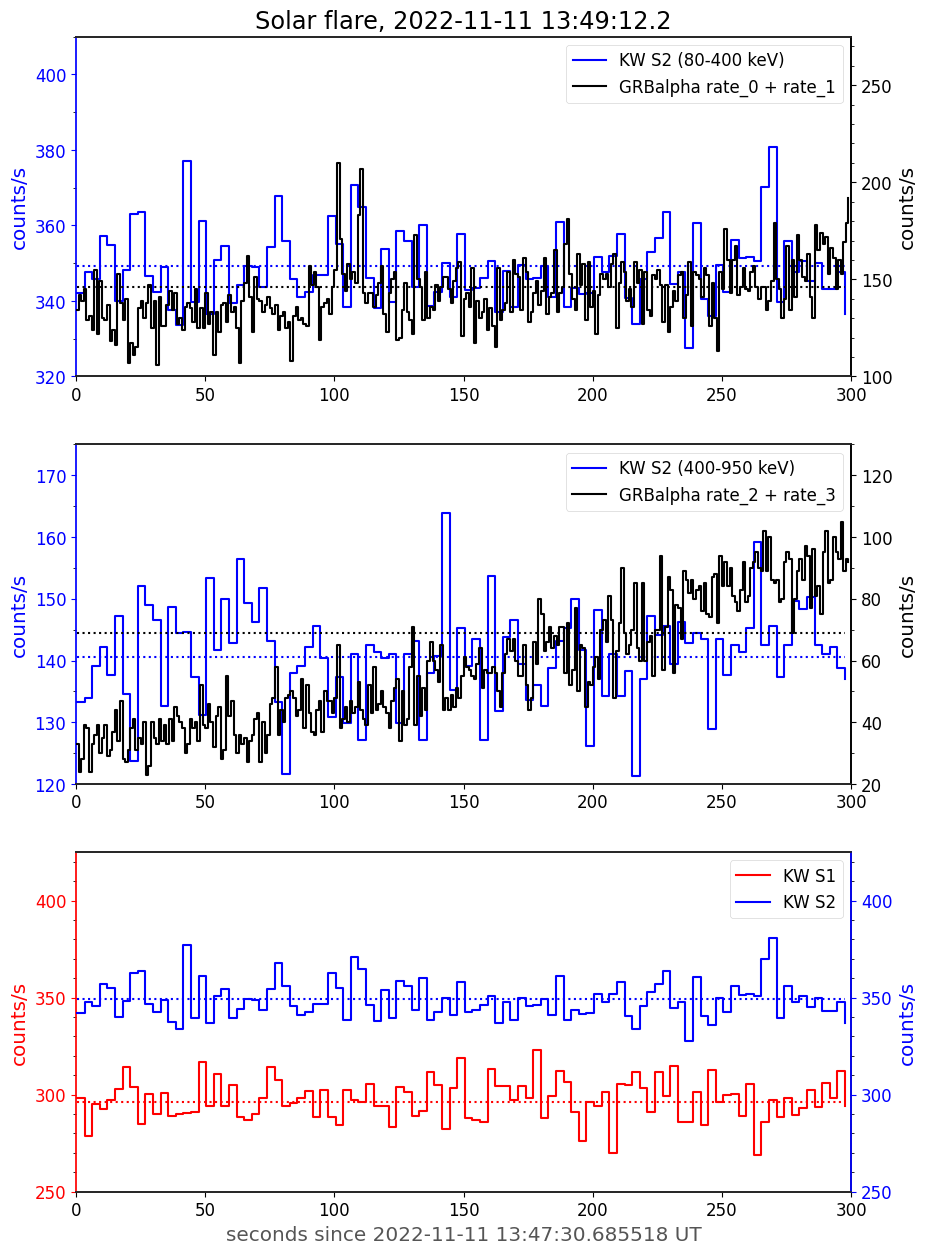 Solar flare, 2022-11-11 13:49:12.2
KW S2 (80-400 keV)
GRBalpha rate_0 + rate_1
400
380
360
340
320
counts/s
250
200
150
100
counts/s
0 50 100 150 200 250 300
KW S2 (400-950 keV)
GRBalpha rate_2 + rate_3
170
160
150
140
130
120
counts/s
120
100
80
60
40
20
counts/s
0 50 100 150 200 250 300
KW S1
KW S2
400
350
300
250
counts/s
400
350
300
250
counts/s
0 50 100 150 200 250 300
seconds since 2022-11-11 13:47:30.685518 UT